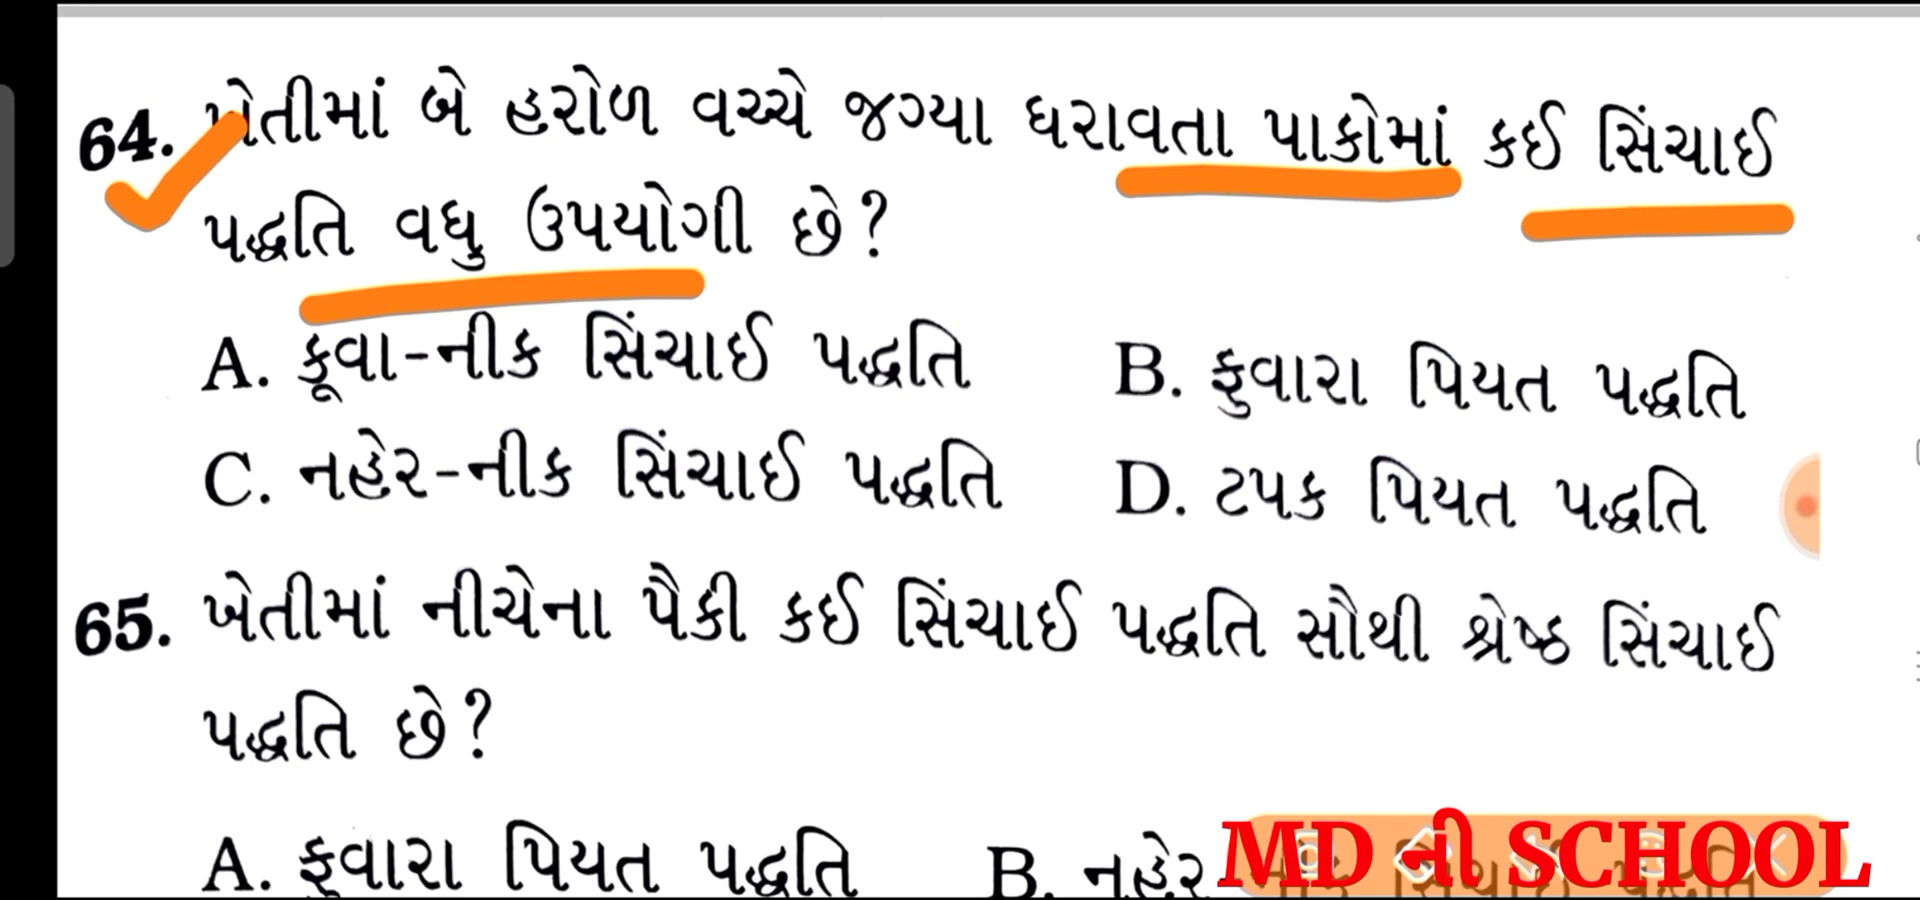 64. ખેતીમાં બે હરોળ વચ્ચે જગ્યા ધરાવતા પાકોમાં કઈ સિંચાઈ
પદ્ધતિ વધુ ઉપયોગી છે?
A. કૂવા-નીક સિંચાઈ પદ્ધતિ B. ફુવારા પિયત પદ્ધતિ
C. નહેર-નીક સિંચાઈ પદ્ધતિ D. ટપક પિયત પદ્ધતિ
65. ખેતીમાં નીચેના પૈકી કઈ સિંચાઈ પદ્ધતિ સૌથી શ્રેષ્ઠ સિંચાઈ
પદ્ધતિ છે?
A. ફુવારા પિયત પદ્ધતિ B. નહેર
MD ની SCHOOL